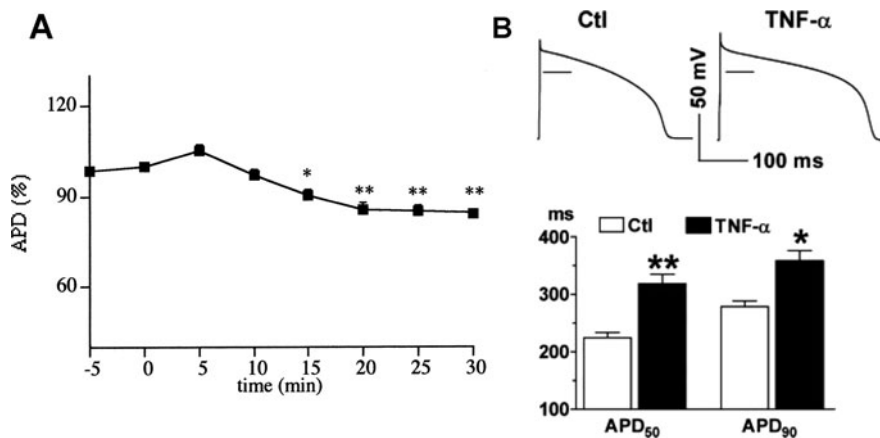 A
120
90
60
APD (%)
* ** ** **
-5 0 5 10 15 20 25 30
time (min)
B
Ctl TNF-α
50 mV
100 ms
ms
Ctl TNF-α
400
300
200
100
** *
APD50 APD90